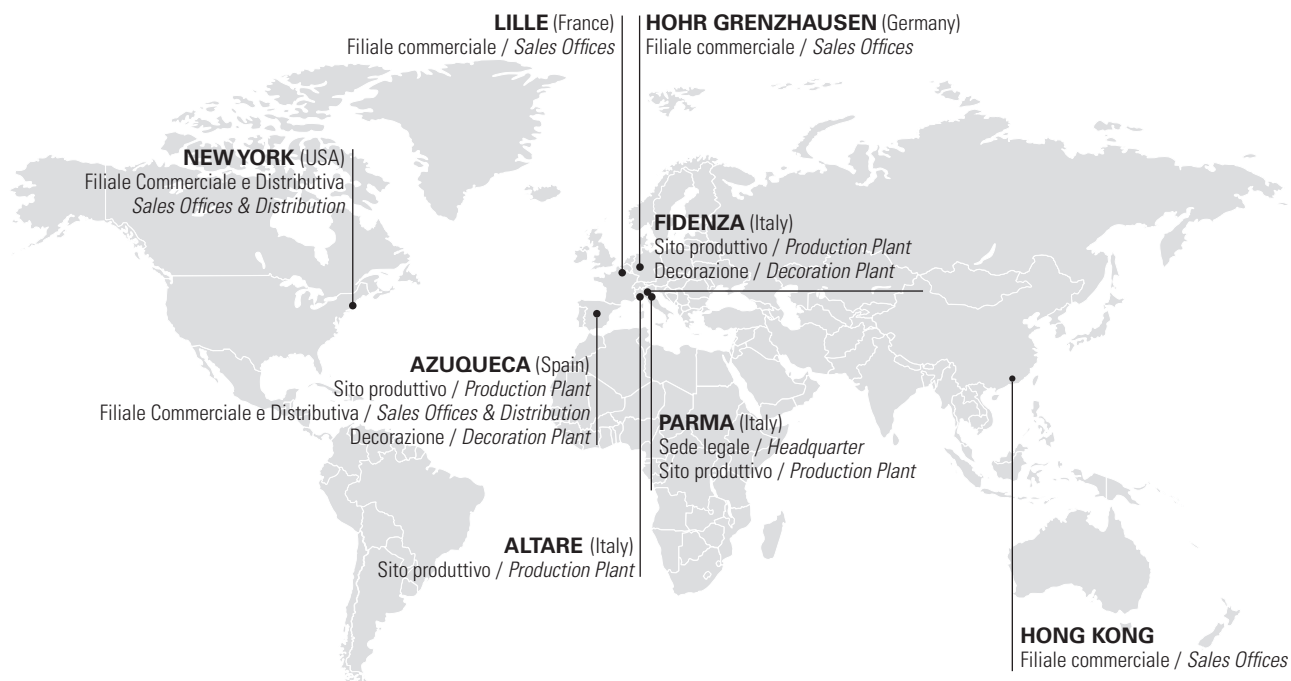 LILLE (France)
Filiale commerciale / Sales Offices
HOHR GRENZHAUSEN (Germany)
Filiale commerciale / Sales Offices
NEW YORK (USA)
Filiale Commerciale e Distributiva
Sales Offices & Distribution
FIDENZA (Italy)
Sito produttivo / Production Plant
Decorazione / Decoration Plant
AZUQUECA (Spain)
Sito produttivo / Production Plant
Filiale Commerciale e Distributiva / Sales Offices & Distribution
Decorazione / Decoration Plant
PARMA (Italy)
Sede legale / Headquarter
Sito produttivo / Production Plant
ALTARE (Italy)
Sito produttivo / Production Plant
HONG KONG
Filiale commerciale / Sales Offices